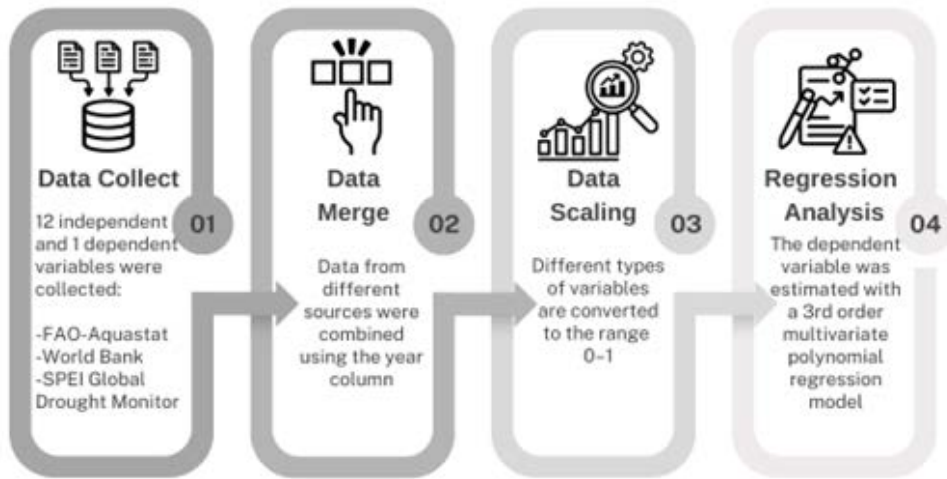 Data Collect
12 independent
and 1 dependent
variables were
collected:
-FAO-Aquastat
-World Bank
-SPEI Global
Drought Monitor
01
Data
Merge
Data from
different
sources were
combined
using the year
column
02
Data
Scaling
Different types
of variables
are converted
to the range
0–1
03
Regression
Analysis
The dependent
variable was
estimated with
a 3rd order
multivariate
polynomial
regression
model
04